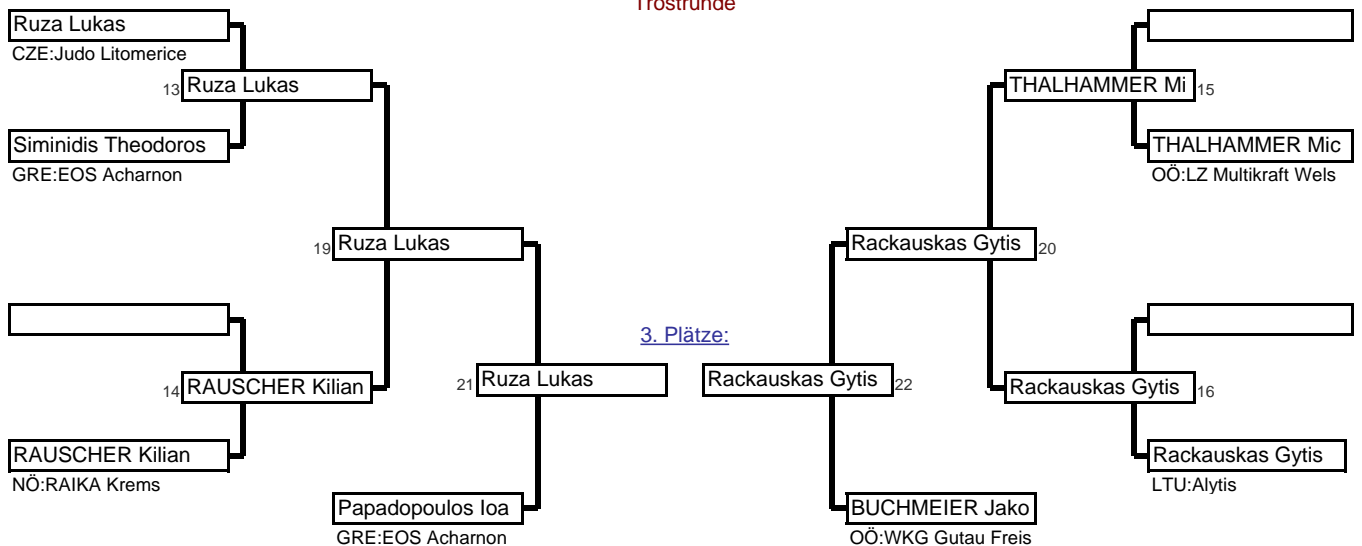 Trostrunde
Ruza Lukas
CZE:Judo Litomerice
13 Ruza Lukas
THALHAMMER Mi 15
Siminidis Theodoros
GRE:EOS Acharnon
THALHAMMER Mic
OÖ:LZ Multikraft Wels
19 Ruza Lukas
Rackauskas Gytis 20
3. Plätze:
14 RAUSCHER Kilian
21 Ruza Lukas
Rackauskas Gytis 22
Rackauskas Gytis 16
RAUSCHER Kilian
NÖ:RAIKA Krems
Rackauskas Gytis
LTU:Alytis
Papadopoulos Ioa
GRE:EOS Acharnon
BUCHMEIER Jako
OÖ:WKG Gutau Freis